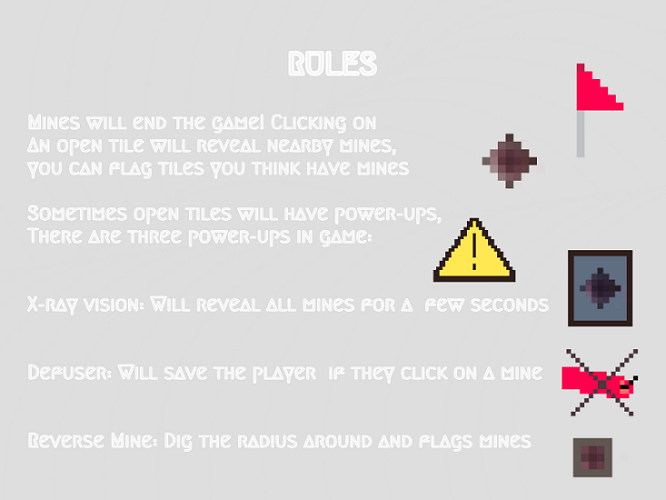 RULES
Mines will end the game! Clicking on
An open tile will reveal nearby mines,
you can flag tiles you think have mines
Sometimes open tiles will have power-ups,
There are three power-ups in game:
X-ray vision: Will reveal all mines for a few seconds
Defuser: Will save the player if they click on a mine
Reverse Mine: Dig the radius around and flags mines